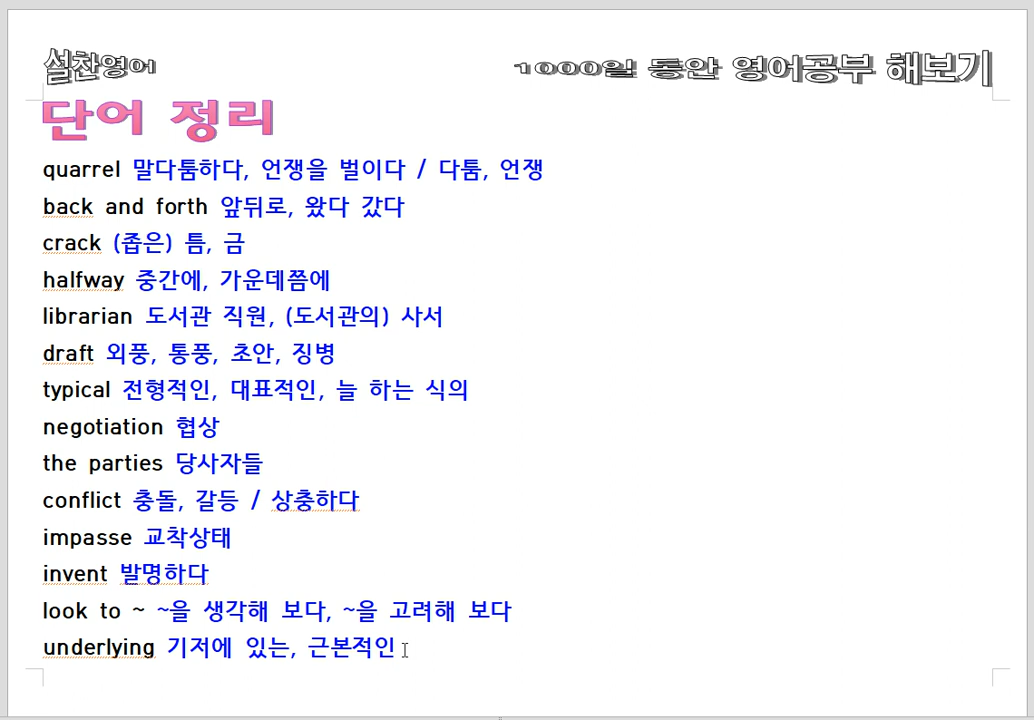 설찬영어 1000일 동안 영어공부 해보기
단어 정리
quarrel 말다툼하다, 언쟁을 벌이다 / 다툼, 언쟁
back and forth 앞뒤로, 왔다 갔다
crack (좁은) 틈, 금
halfway 중간에, 가운데쯤에
librarian 도서관 직원, (도서관의) 사서
draft 외풍, 통풍, 초안, 징병
typical 전형적인, 대표적인, 늘 하는 식의
negotiation 협상
the parties 당사자들
conflict 충돌, 갈등 / 상충하다
impasse 교착상태
invent 발명하다
look to ~ ~을 생각해 보다, ~을 고려해 보다
underlying 기저에 있는, 근본적인